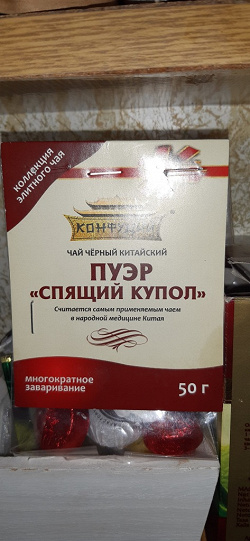 КОЛЛЕКЦИЯ
ЭЛИТНОГО ЧАЯ
КОНФУЦИЙ
ЧАЙ ЧЁРНЫЙ КИТАЙСКИЙ
ПУЭР
«СПЯЩИЙ КУПОЛ»
Считается самым применяемым чаем
в народной медицине Китая
многократное
заваривание
50 г